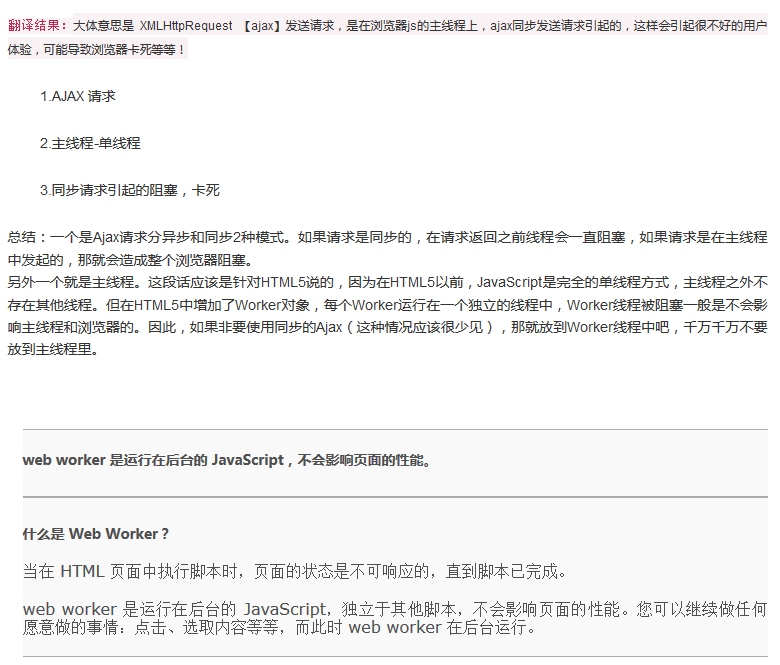 翻译结果：大体意思是 XMLHttpRequest 【ajax】发送请求，是在浏览器js的主线程上，ajax同步发送请求引起的，这样会引起很不好的用户
体验，可能导致浏览器卡死等等！
1.AJAX 请求
2.主线程-单线程
3.同步请求引起的阻塞，卡死
总结：一个是Ajax请求分异步和同步2种模式。如果请求是同步的，在请求返回之前线程会一直阻塞，如果请求是在主线程
中发起的，那就会造成整个浏览器阻塞。
另外一个就是主线程。这段话应该是针对HTML5说的，因为在HTML5以前，JavaScript是完全的单线程方式，主线程之外不
存在其他线程。但在HTML5中增加了Worker对象，每个Worker运行在一个独立的线程中，Worker线程被阻塞一般是不会影
响主线程和浏览器的。因此，如果非要使用同步的Ajax（这种情况应该很少见），那就放到Worker线程中吧，千万千万不要
放到主线程里。
web worker 是运行在后台的 JavaScript，不会影响页面的性能。
什么是 Web Worker？
当在 HTML 页面中执行脚本时，页面的状态是不可响应的，直到脚本已完成。
web worker 是运行在后台的 JavaScript，独立于其他脚本，不会影响页面的性能。您可以继续做任何
愿意做的事情：点击、选取内容等等，而此时 web worker 在后台运行。